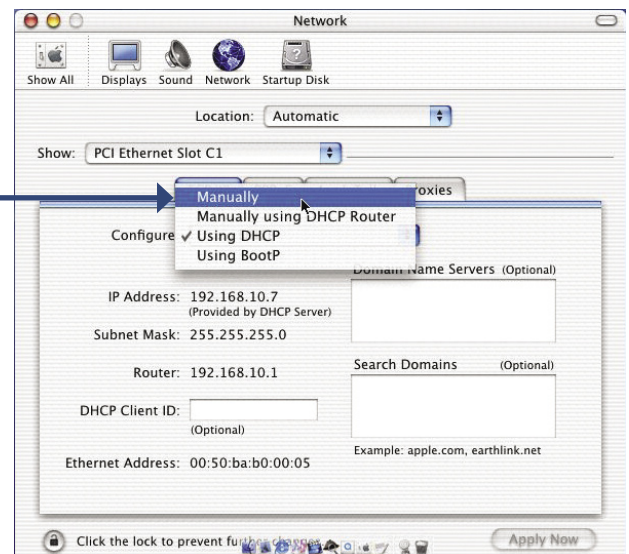 Network
Show All Displays Sound Network Startup Disk
Location: Automatic
Show: PCI Ethernet Slot C1
Proxies
Manually
Manually using DHCP Router
Configure ✓ Using DHCP
Using BootP
Domain Name Servers (Optional)
IP Address: 192.168.10.7
(Provided by DHCP Server)
Subnet Mask: 255.255.255.0
Router: 192.168.10.1
Search Domains (Optional)
DHCP Client ID:
(Optional)
Example: apple.com, earthlink.net
Ethernet Address: 00:50:ba:b0:00:05
Click the lock to prevent further changes.
Apply Now